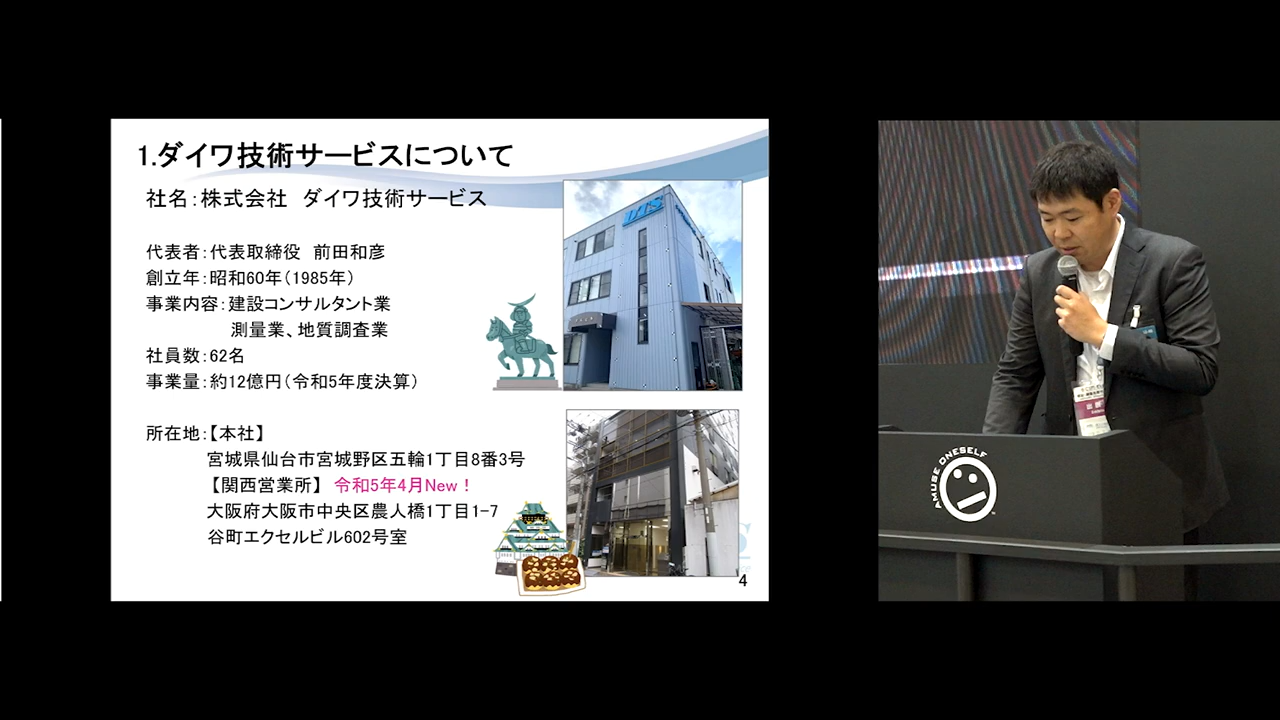 1.ダイワ技術サービスについて
社名：株式会社　ダイワ技術サービス
代表者：代表取締役　前田和彦
創立年：昭和60年（1985年）
事業内容：建設コンサルタント業
測量業、地質調査業
社員数：62名
事業量：約12億円（令和5年度決算）
所在地：【本社】
宮城県仙台市宮城野区五輪1丁目8番3号
【関西営業所】 令和5年4月New！
大阪府大阪市中央区農人橋1丁目1-7
谷町エクセルビル602号室
DTS
4
AMUSE ONESELF